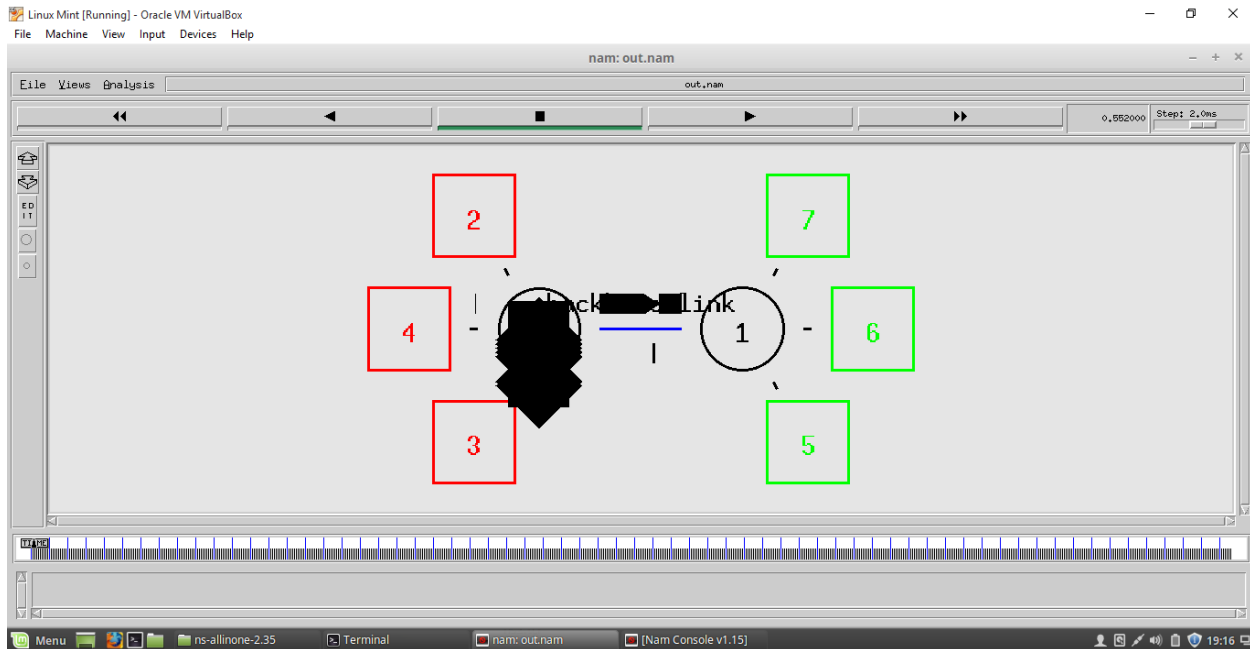 Linux Mint [Running] - Oracle VM VirtualBox
File Machine View Input Devices Help
nam: out.nam
File Views Analysis out.nam
0.552000 Step: 2.0ms
ED
IT
2 7
link
4 1 6
3 5
TIME
Menu ns-allinone-2.35 Terminal nam: out.nam [Nam Console v1.15] 19:16